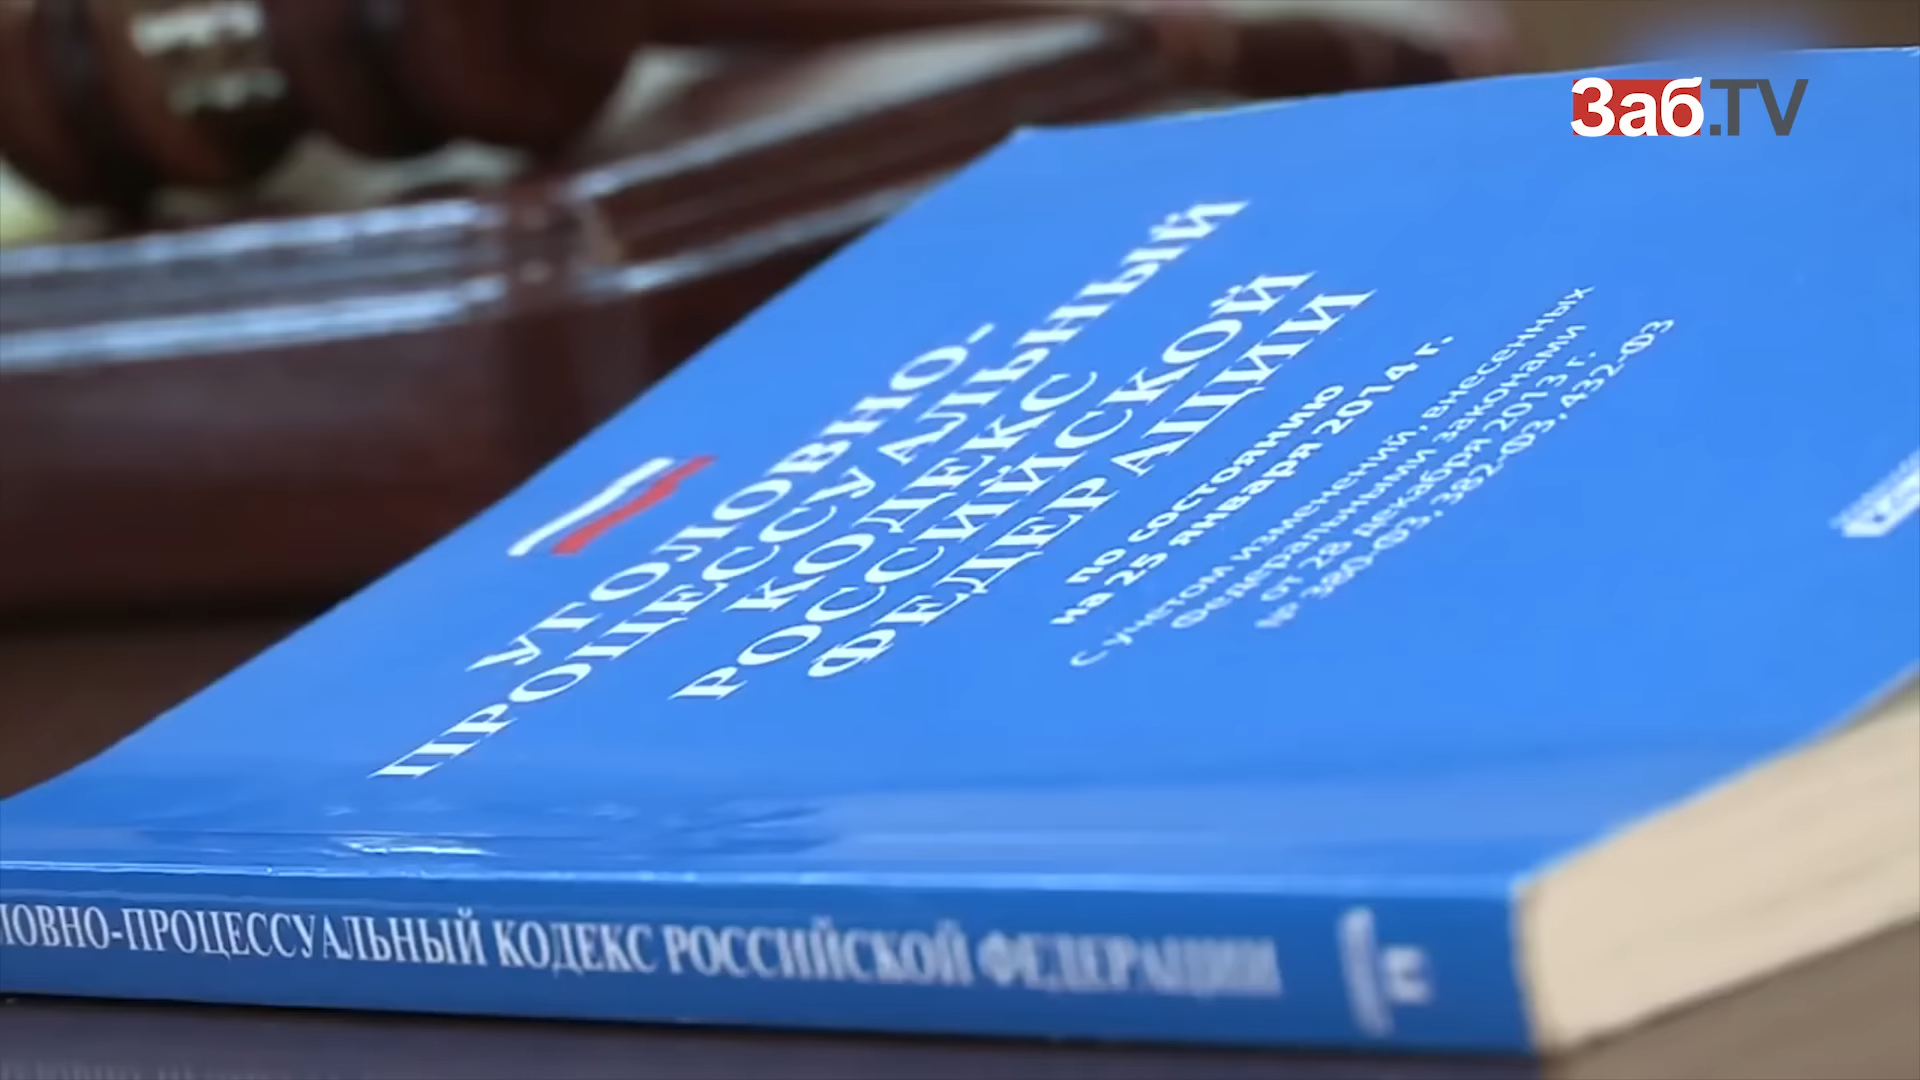 Заб.TV
УГОЛОВНО-
ПРОЦЕССУАЛЬНЫЙ
КОДЕКС
РОССИЙСКОЙ
ФЕДЕРАЦИИ
по состоянию
на 25 января 2014 г.
С учетом изменений, внесенных
Федеральными законами
от 28 декабря 2013 г.
№ 380-ФЗ, 382-ФЗ, 432-ФЗ
ЛОВНО-ПРОЦЕССУАЛЬНЫЙ КОДЕКС РОССИЙСКОЙ ФЕДЕРАЦИИ